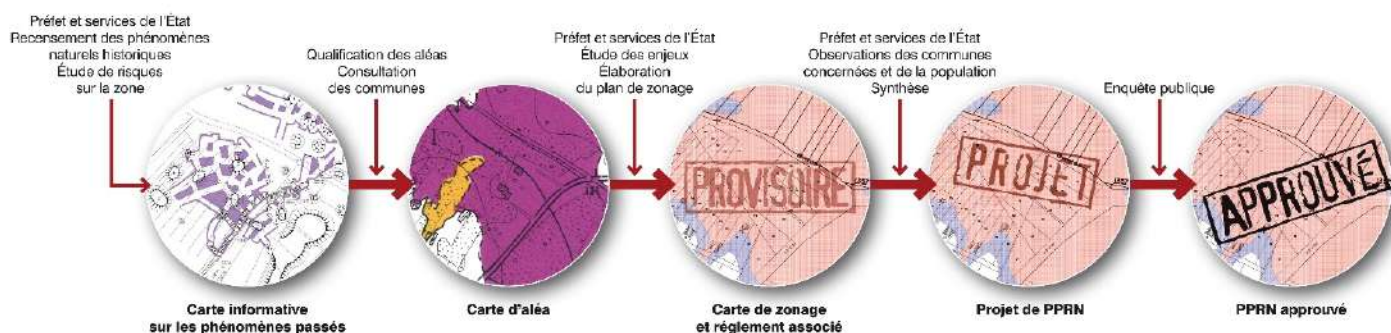 Préfet et services de l'État
Recensement des phénomènes
naturels historiques
Étude de risques
sur la zone
Qualification des aléas
Consultation
des communes
Préfet et services de l'État
Étude des enjeux
Élaboration
du plan de zonage
Préfet et services de l'État
Observations des communes
concernées et de la population
Synthèse
Enquête publique
PROVISOIRE
PROJET
APPROUVÉ
Carte informative
sur les phénomènes passés
Carte d'aléa
Carte de zonage
et réglement associé
Projet de PPRN
PPRN approuvé